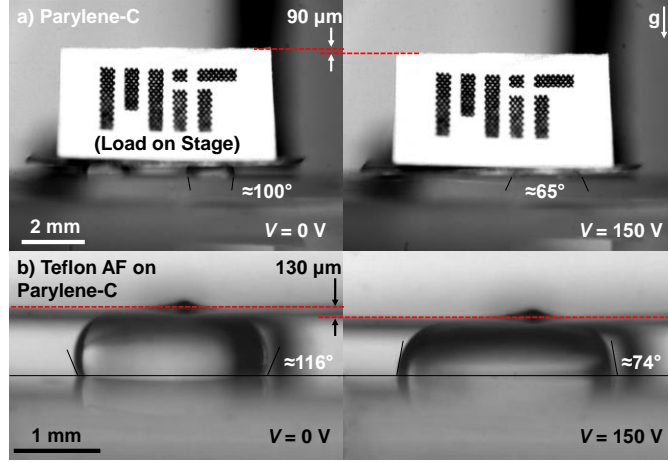 a) Parylene-C
90 µm
g
MIT
(Load on Stage)
≈100°
≈65°
2 mm
V = 0 V
V = 150 V
b) Teflon AF on
Parylene-C
130 µm
≈116°
≈74°
1 mm
V = 0 V
V = 150 V